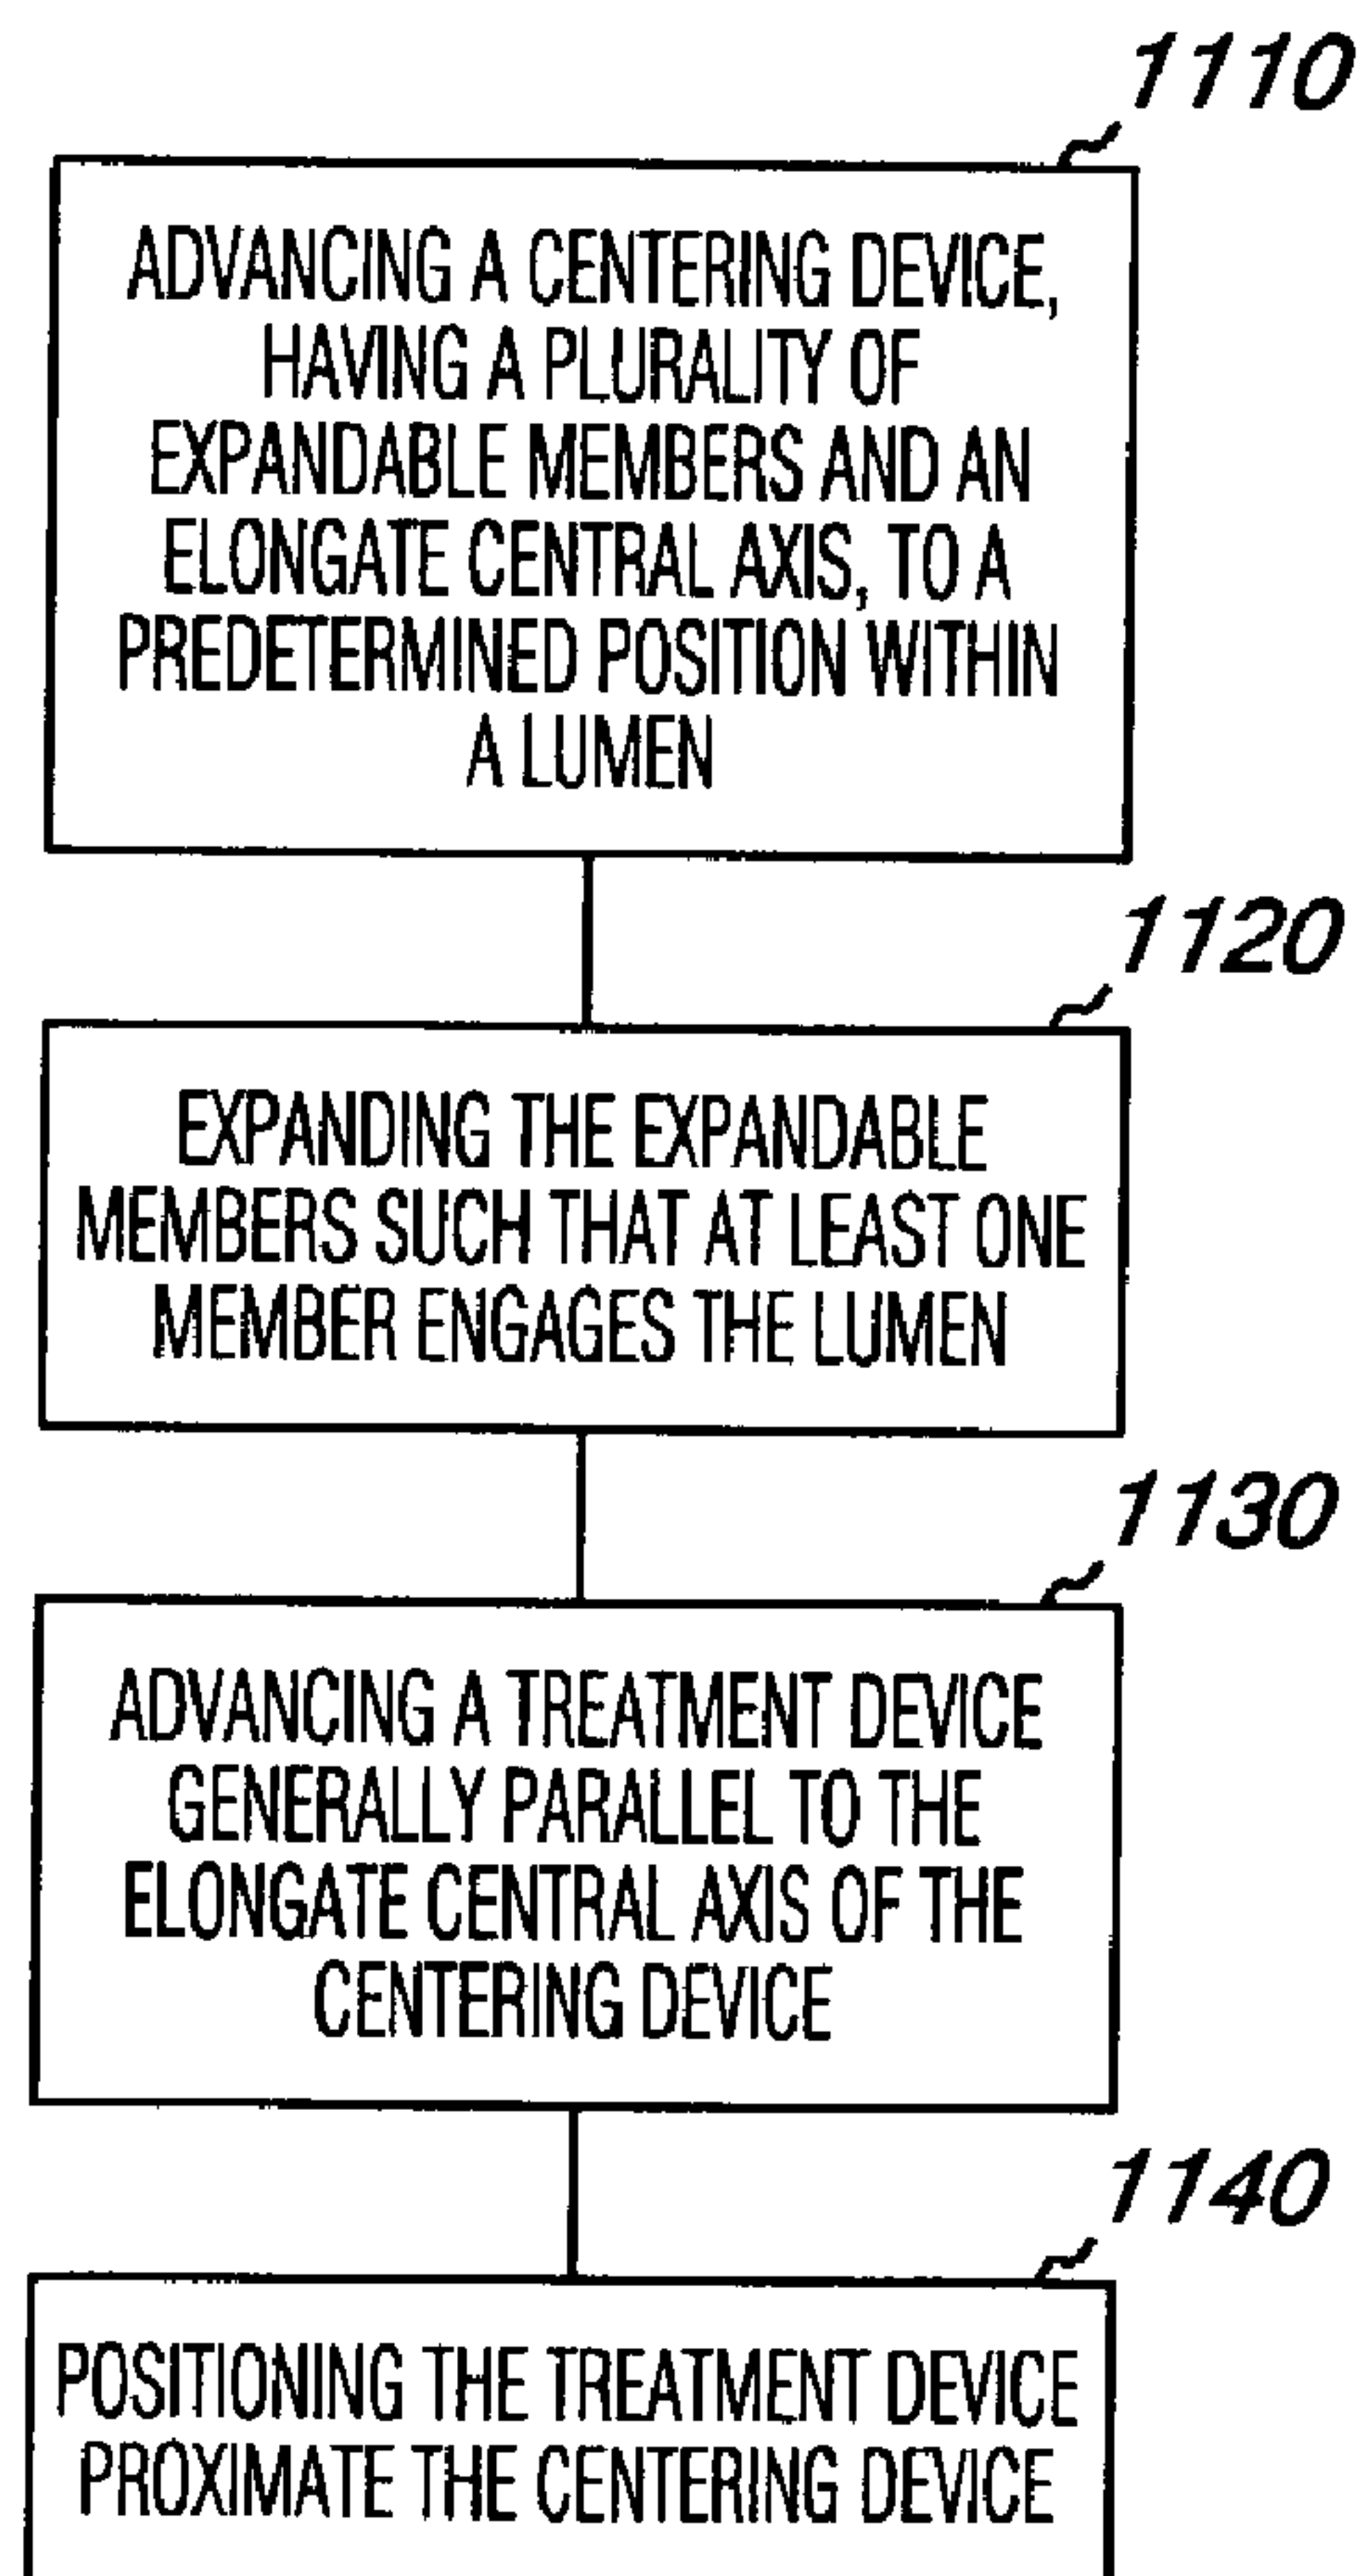 1110
ADVANCING A CENTERING DEVICE,
HAVING A PLURALITY OF
EXPANDABLE MEMBERS AND AN
ELONGATE CENTRAL AXIS, TO A
PREDETERMINED POSITION WITHIN
A LUMEN
1120
EXPANDING THE EXPANDABLE
MEMBERS SUCH THAT AT LEAST ONE
MEMBER ENGAGES THE LUMEN
1130
ADVANCING A TREATMENT DEVICE
GENERALLY PARALLEL TO THE
ELONGATE CENTRAL AXIS OF THE
CENTERING DEVICE
1140
POSITIONING THE TREATMENT DEVICE
PROXIMATE THE CENTERING DEVICE